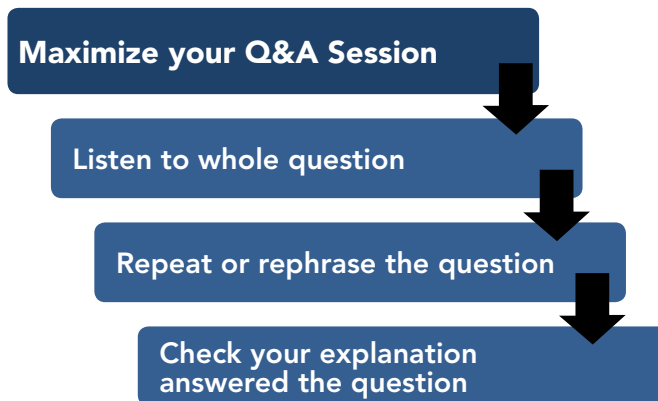 Maximize your Q&A Session
Listen to whole question
Repeat or rephrase the question
Check your explanation
answered the question